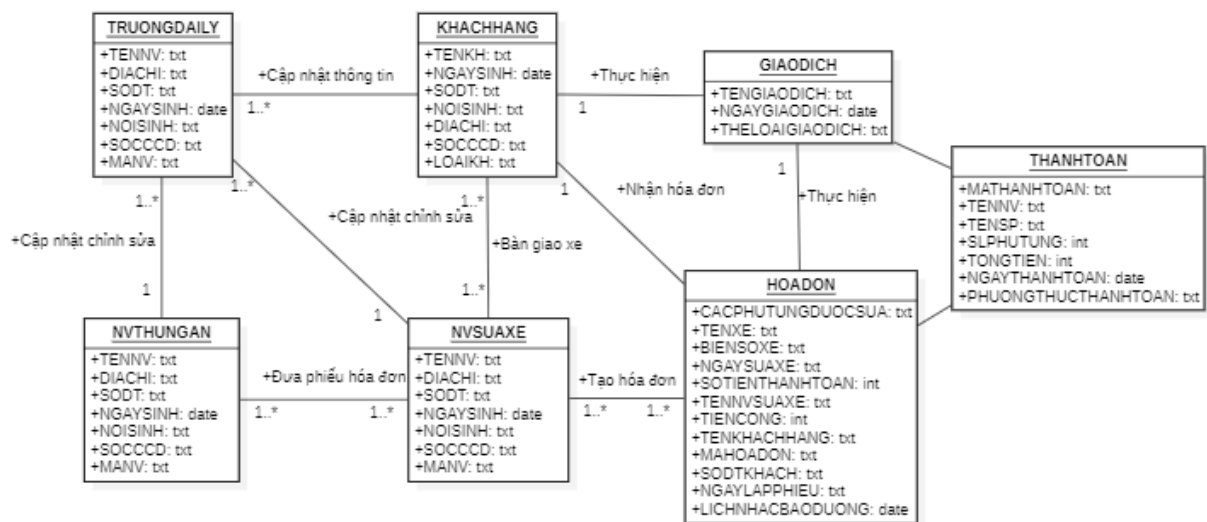 TRUONGDAILY
+TENNV: txt
+DIACHI: txt
+SODT: txt
+NGAYSINH: date
+NOISINH: txt
+SOCCCD: txt
+MANV: txt
+Cập nhật thông tin
1..*
KHACHHANG
+TENKH: txt
+NGAYSINH: date
+SODT: txt
+NOISINH: txt
+DIACHI: txt
+SOCCCD: txt
+LOAIKH: txt
+Thực hiện
1
GIAODICH
+TENGIAODICH: txt
+NGAYGIAODICH: date
+THELOAIGIAODICH: txt
THANHTOAN
+MATHANHTOAN: txt
+TENNV: txt
+TENSP: txt
+SLPHUTUNG: int
+TONGTIEN: int
+NGAYTHANHTOAN: date
+PHUONGTHUCTHANHTOAN: txt
1..*
+Cập nhật chỉnh sửa
1
1..*
+Cập nhật chỉnh sửa
1
1..*
+Bàn giao xe
1..*
1
+Nhận hóa đơn
1
+Thực hiện
NVTHUNGAN
+TENNV: txt
+DIACHI: txt
+SODT: txt
+NGAYSINH: date
+NOISINH: txt
+SOCCCD: txt
+MANV: txt
+Đưa phiếu hóa đơn
1..*
1..*
NVSUAXE
+TENNV: txt
+DIACHI: txt
+SODT: txt
+NGAYSINH: date
+NOISINH: txt
+SOCCCD: txt
+MANV: txt
+Tạo hóa đơn
1..*
1..*
HOADON
+CACPHUTUNGDUOCSUA: txt
+TENXE: txt
+BIENSOXE: txt
+NGAYSUAXE: txt
+SOTIENTHANHTOAN: int
+TENNVSUAXE: txt
+TIENCONG: int
+TENKHACHHANG: txt
+MAHOADON: txt
+SODTKHACH: txt
+NGAYLAPPHIEU: txt
+LICHNHACBAODUONG: date